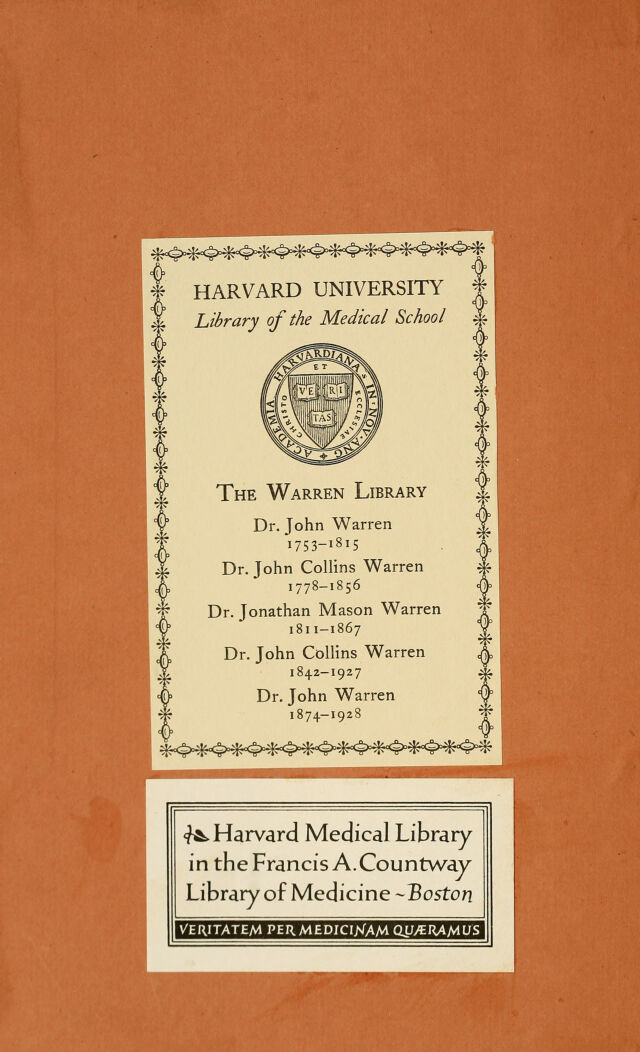 HARVARD UNIVERSITY
Library of the Medical School
ACADEMIA · HARVARDIANA · IN · NOV · ANG
ET
CHRISTO
ECCLESIAE
VE RI
TAS
THE WARREN LIBRARY
Dr. John Warren
1753–1815
Dr. John Collins Warren
1778–1856
Dr. Jonathan Mason Warren
1811–1867
Dr. John Collins Warren
1842–1927
Dr. John Warren
1874–1928
Harvard Medical Library
in the Francis A. Countway
Library of Medicine ~ Boston
VERITATEM PER MEDICINAM QUÆRAMUS